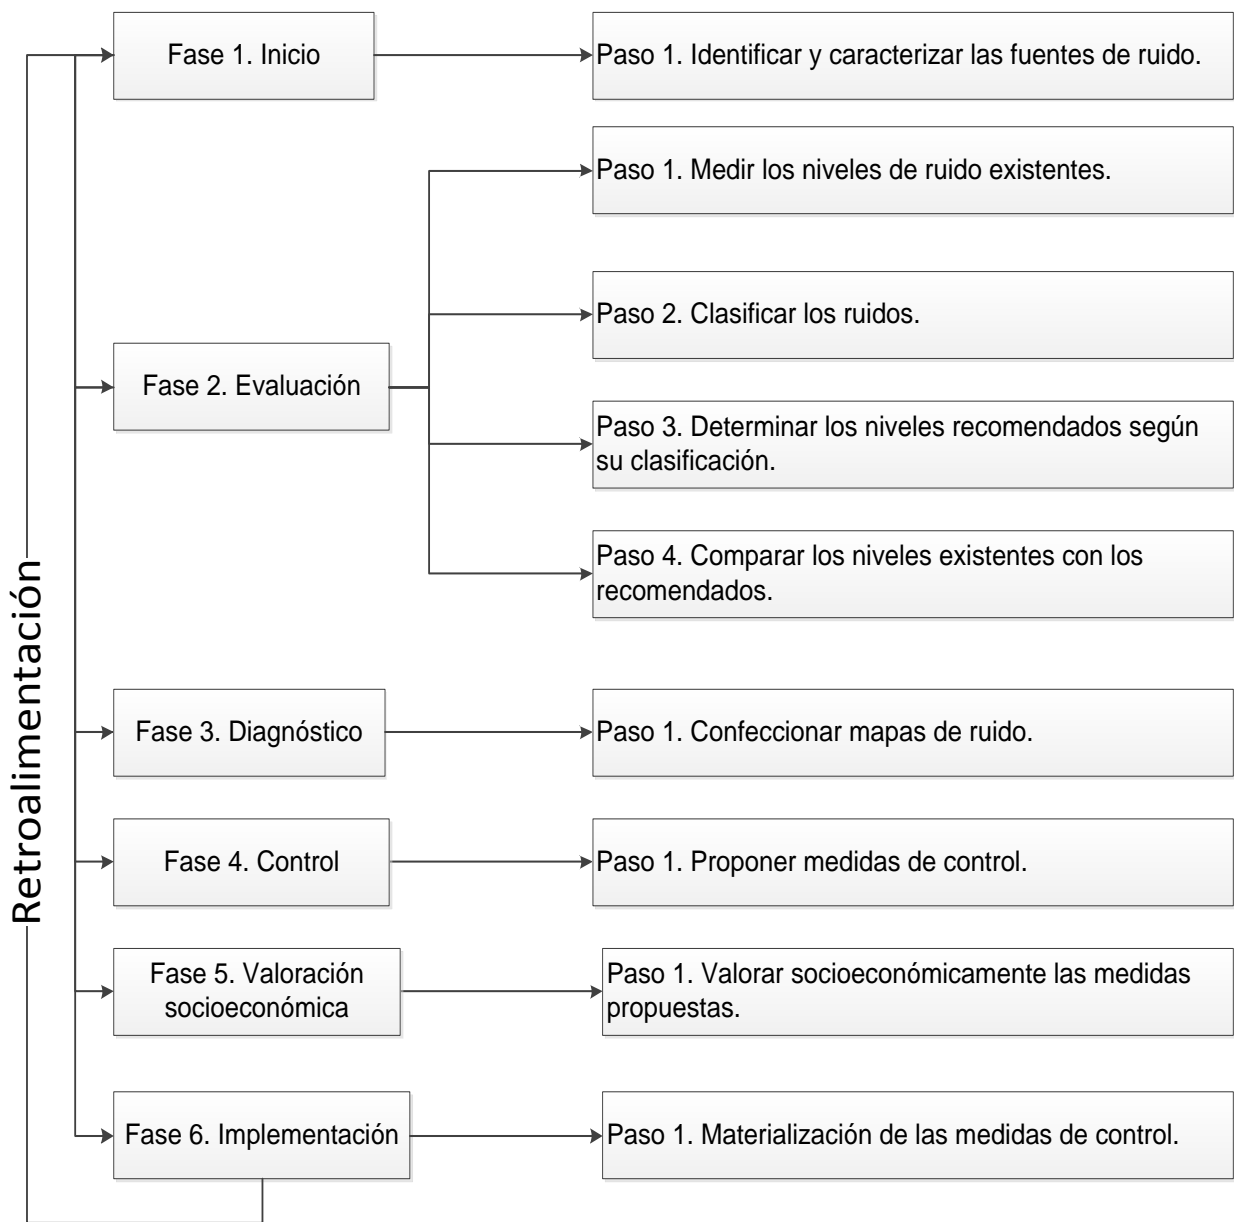 Retroalimentación
Fase 1. Inicio
Paso 1. Identificar y caracterizar las fuentes de ruido.
Fase 2. Evaluación
Paso 1. Medir los niveles de ruido existentes.
Paso 2. Clasificar los ruidos.
Paso 3. Determinar los niveles recomendados según
su clasificación.
Paso 4. Comparar los niveles existentes con los
recomendados.
Fase 3. Diagnóstico
Paso 1. Confeccionar mapas de ruido.
Fase 4. Control
Paso 1. Proponer medidas de control.
Fase 5. Valoración
socioeconómica
Paso 1. Valorar socioeconómicamente las medidas
propuestas.
Fase 6. Implementación
Paso 1. Materialización de las medidas de control.